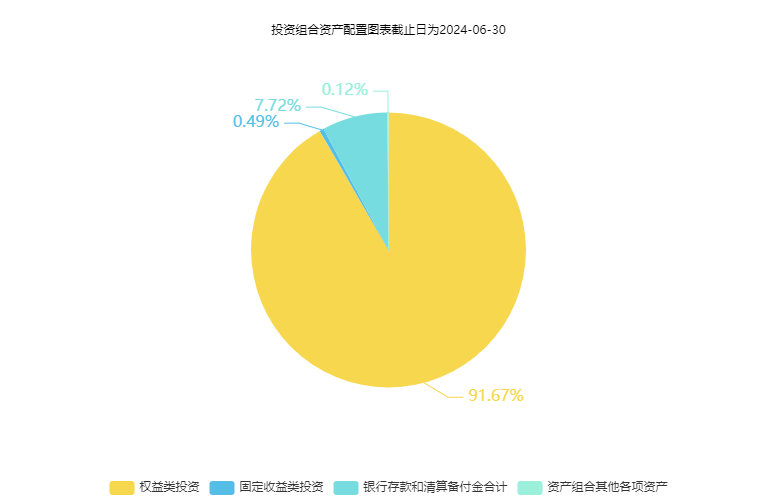 投资组合资产配置图表截止日为2024-06-30
0.12%
7.72%
0.49%
91.67%
权益类投资 固定收益类投资 银行存款和清算备付金合计 资产组合其他各项资产